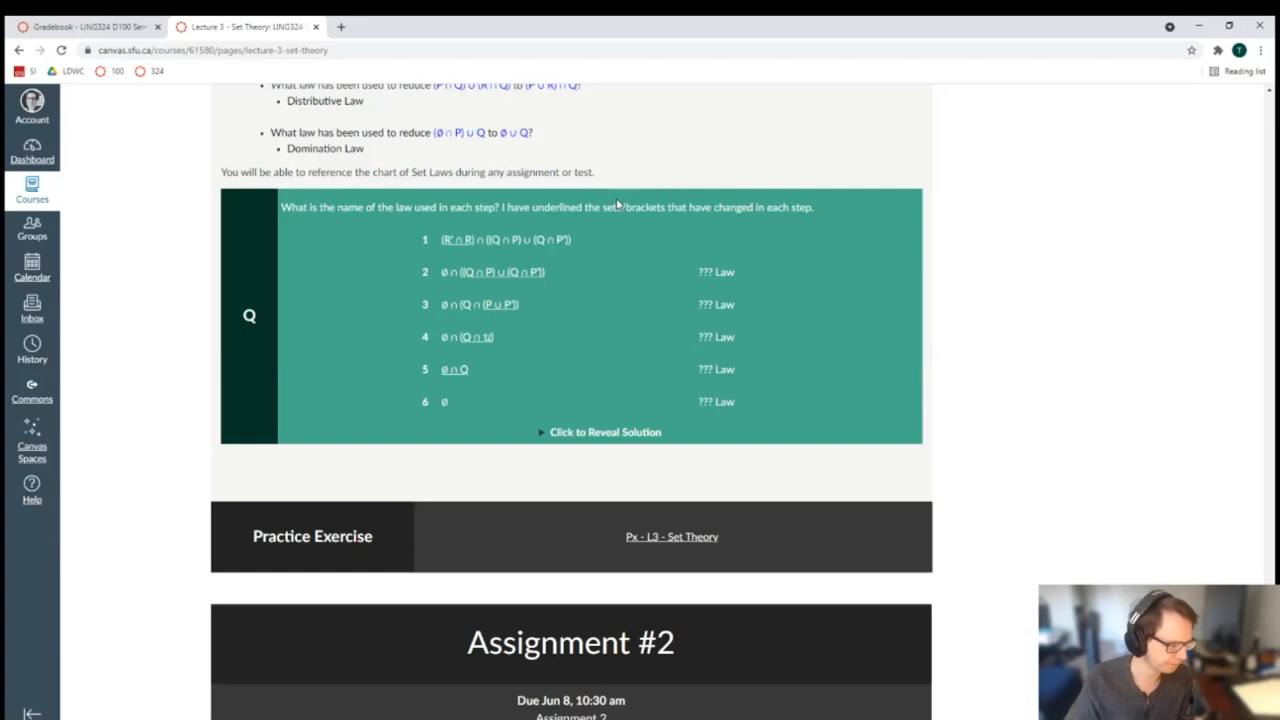 Gradebook - LING324 D100 Sem
Lecture 3 - Set Theory: LING324
canvas.sfu.ca/courses/61580/pages/lecture-3-set-theory
SI
LDWC
100
324
Reading list
Account
Dashboard
Courses
Groups
Calendar
Inbox
History
Commons
Canvas
Spaces
Help
What law has been used to reduce (P ∩ Q) ∪ (R ∩ Q) to (P ∪ R) ∩ Q?
Distributive Law
What law has been used to reduce (∅ ∩ P) ∪ Q to ∅ ∪ Q?
Domination Law
You will be able to reference the chart of Set Laws during any assignment or test.
Q
What is the name of the law used in each step? I have underlined the sets/brackets that have changed in each step.
1 (R' ∩ R) ∩ ((Q ∩ P) ∪ (Q ∩ P'))
2 ∅ ∩ ((Q ∩ P) ∪ (Q ∩ P')) ??? Law
3 ∅ ∩ (Q ∩ (P ∪ P')) ??? Law
4 ∅ ∩ (Q ∩ 𝒰) ??? Law
5 ∅ ∩ Q ??? Law
6 ∅ ??? Law
Click to Reveal Solution
Practice Exercise
Px - L3 - Set Theory
Assignment #2
Due Jun 8, 10:30 am
Assignment 2